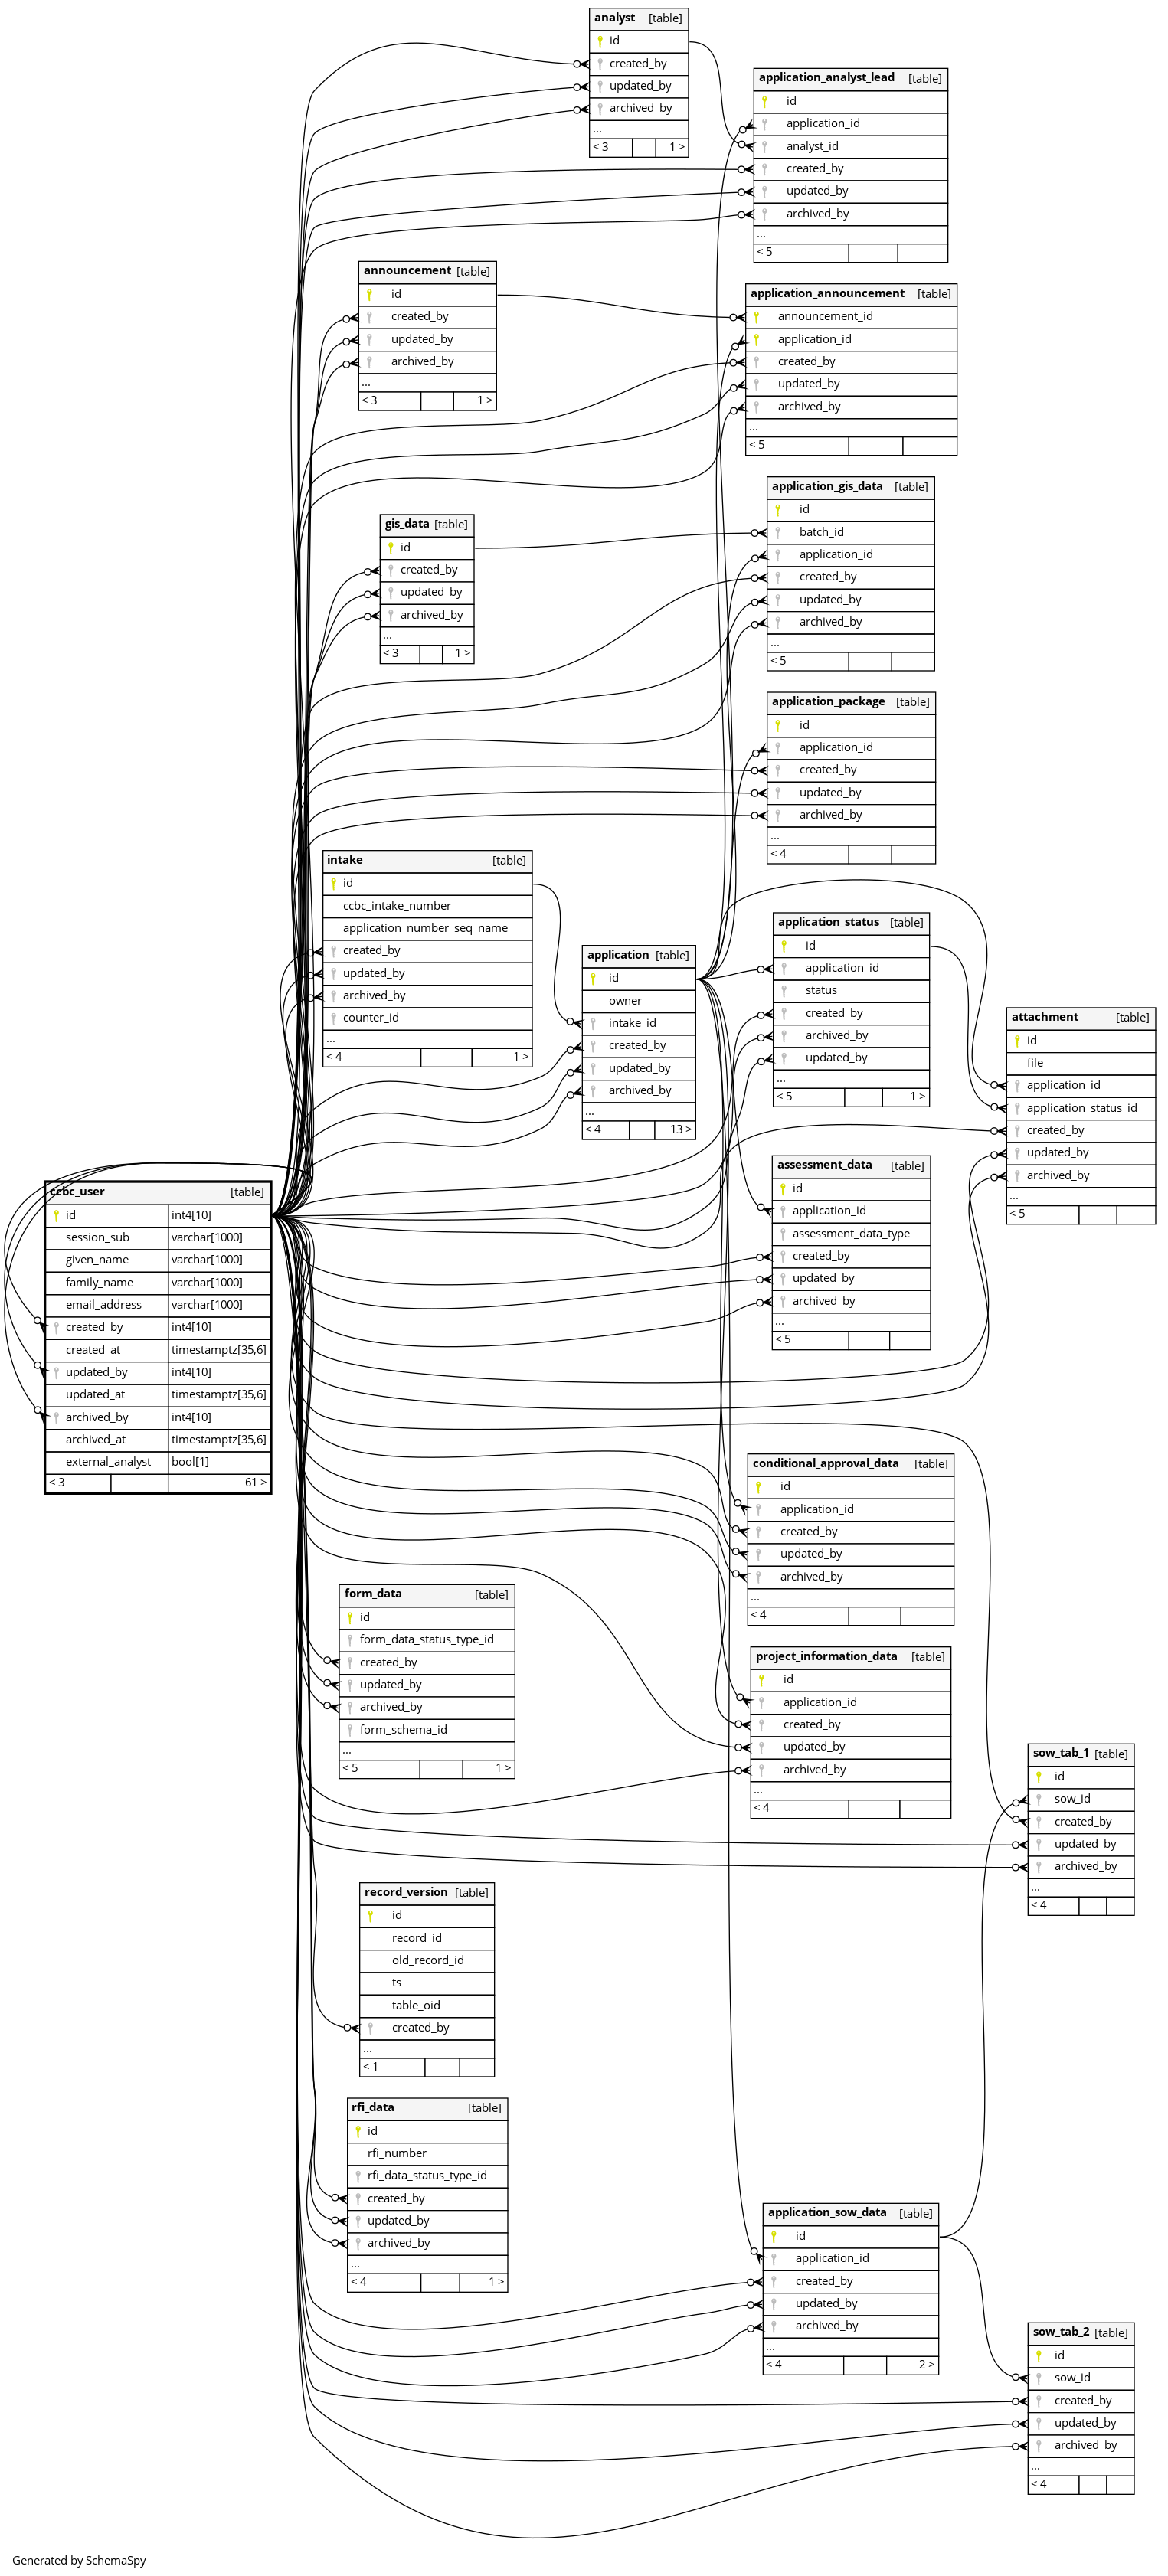 analyst [table]
id
created_by
updated_by
archived_by
...
< 3 1 >
application_analyst_lead [table]
id
application_id
analyst_id
created_by
updated_by
archived_by
...
< 5
announcement [table]
id
created_by
updated_by
archived_by
...
< 3 1 >
application_announcement [table]
announcement_id
application_id
created_by
updated_by
archived_by
...
< 5
application_gis_data [table]
id
batch_id
application_id
created_by
updated_by
archived_by
...
< 5
gis_data [table]
id
created_by
updated_by
archived_by
...
< 3 1 >
application_package [table]
id
application_id
created_by
updated_by
archived_by
...
< 4
intake [table]
id
ccbc_intake_number
application_number_seq_name
created_by
updated_by
archived_by
counter_id
...
< 4 1 >
application [table]
id
owner
intake_id
created_by
updated_by
archived_by
...
< 4 13 >
application_status [table]
id
application_id
status
created_by
archived_by
updated_by
...
< 5 1 >
attachment [table]
id
file
application_id
application_status_id
created_by
updated_by
archived_by
...
< 5
assessment_data [table]
id
application_id
assessment_data_type
created_by
updated_by
archived_by
...
< 5
ccbc_user [table]
id int4[10]
session_sub varchar[1000]
given_name varchar[1000]
family_name varchar[1000]
email_address varchar[1000]
created_by int4[10]
created_at timestamptz[35,6]
updated_by int4[10]
updated_at timestamptz[35,6]
archived_by int4[10]
archived_at timestamptz[35,6]
external_analyst bool[1]
< 3 61 >
conditional_approval_data [table]
id
application_id
created_by
updated_by
archived_by
...
< 4
form_data [table]
id
form_data_status_type_id
created_by
updated_by
archived_by
form_schema_id
...
< 5 1 >
project_information_data [table]
id
application_id
created_by
updated_by
archived_by
...
< 4
sow_tab_1 [table]
id
sow_id
created_by
updated_by
archived_by
...
< 4
record_version [table]
id
record_id
old_record_id
ts
table_oid
created_by
...
< 1
rfi_data [table]
id
rfi_number
rfi_data_status_type_id
created_by
updated_by
archived_by
...
< 4 1 >
application_sow_data [table]
id
application_id
created_by
updated_by
archived_by
...
< 4 2 >
sow_tab_2 [table]
id
sow_id
created_by
updated_by
archived_by
...
< 4
Generated by SchemaSpy